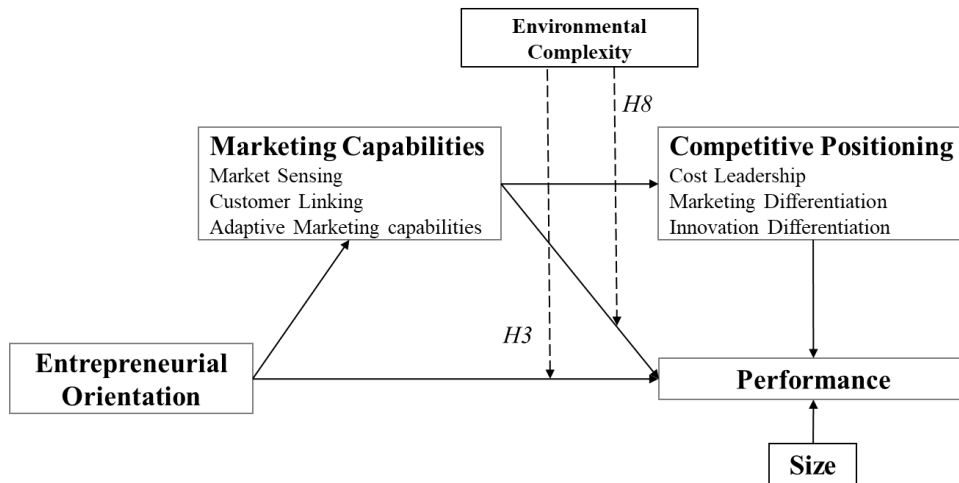 Environmental
Complexity
H8
Marketing Capabilities
Market Sensing
Customer Linking
Adaptive Marketing capabilities
Competitive Positioning
Cost Leadership
Marketing Differentiation
Innovation Differentiation
H3
Entrepreneurial
Orientation
Performance
Size